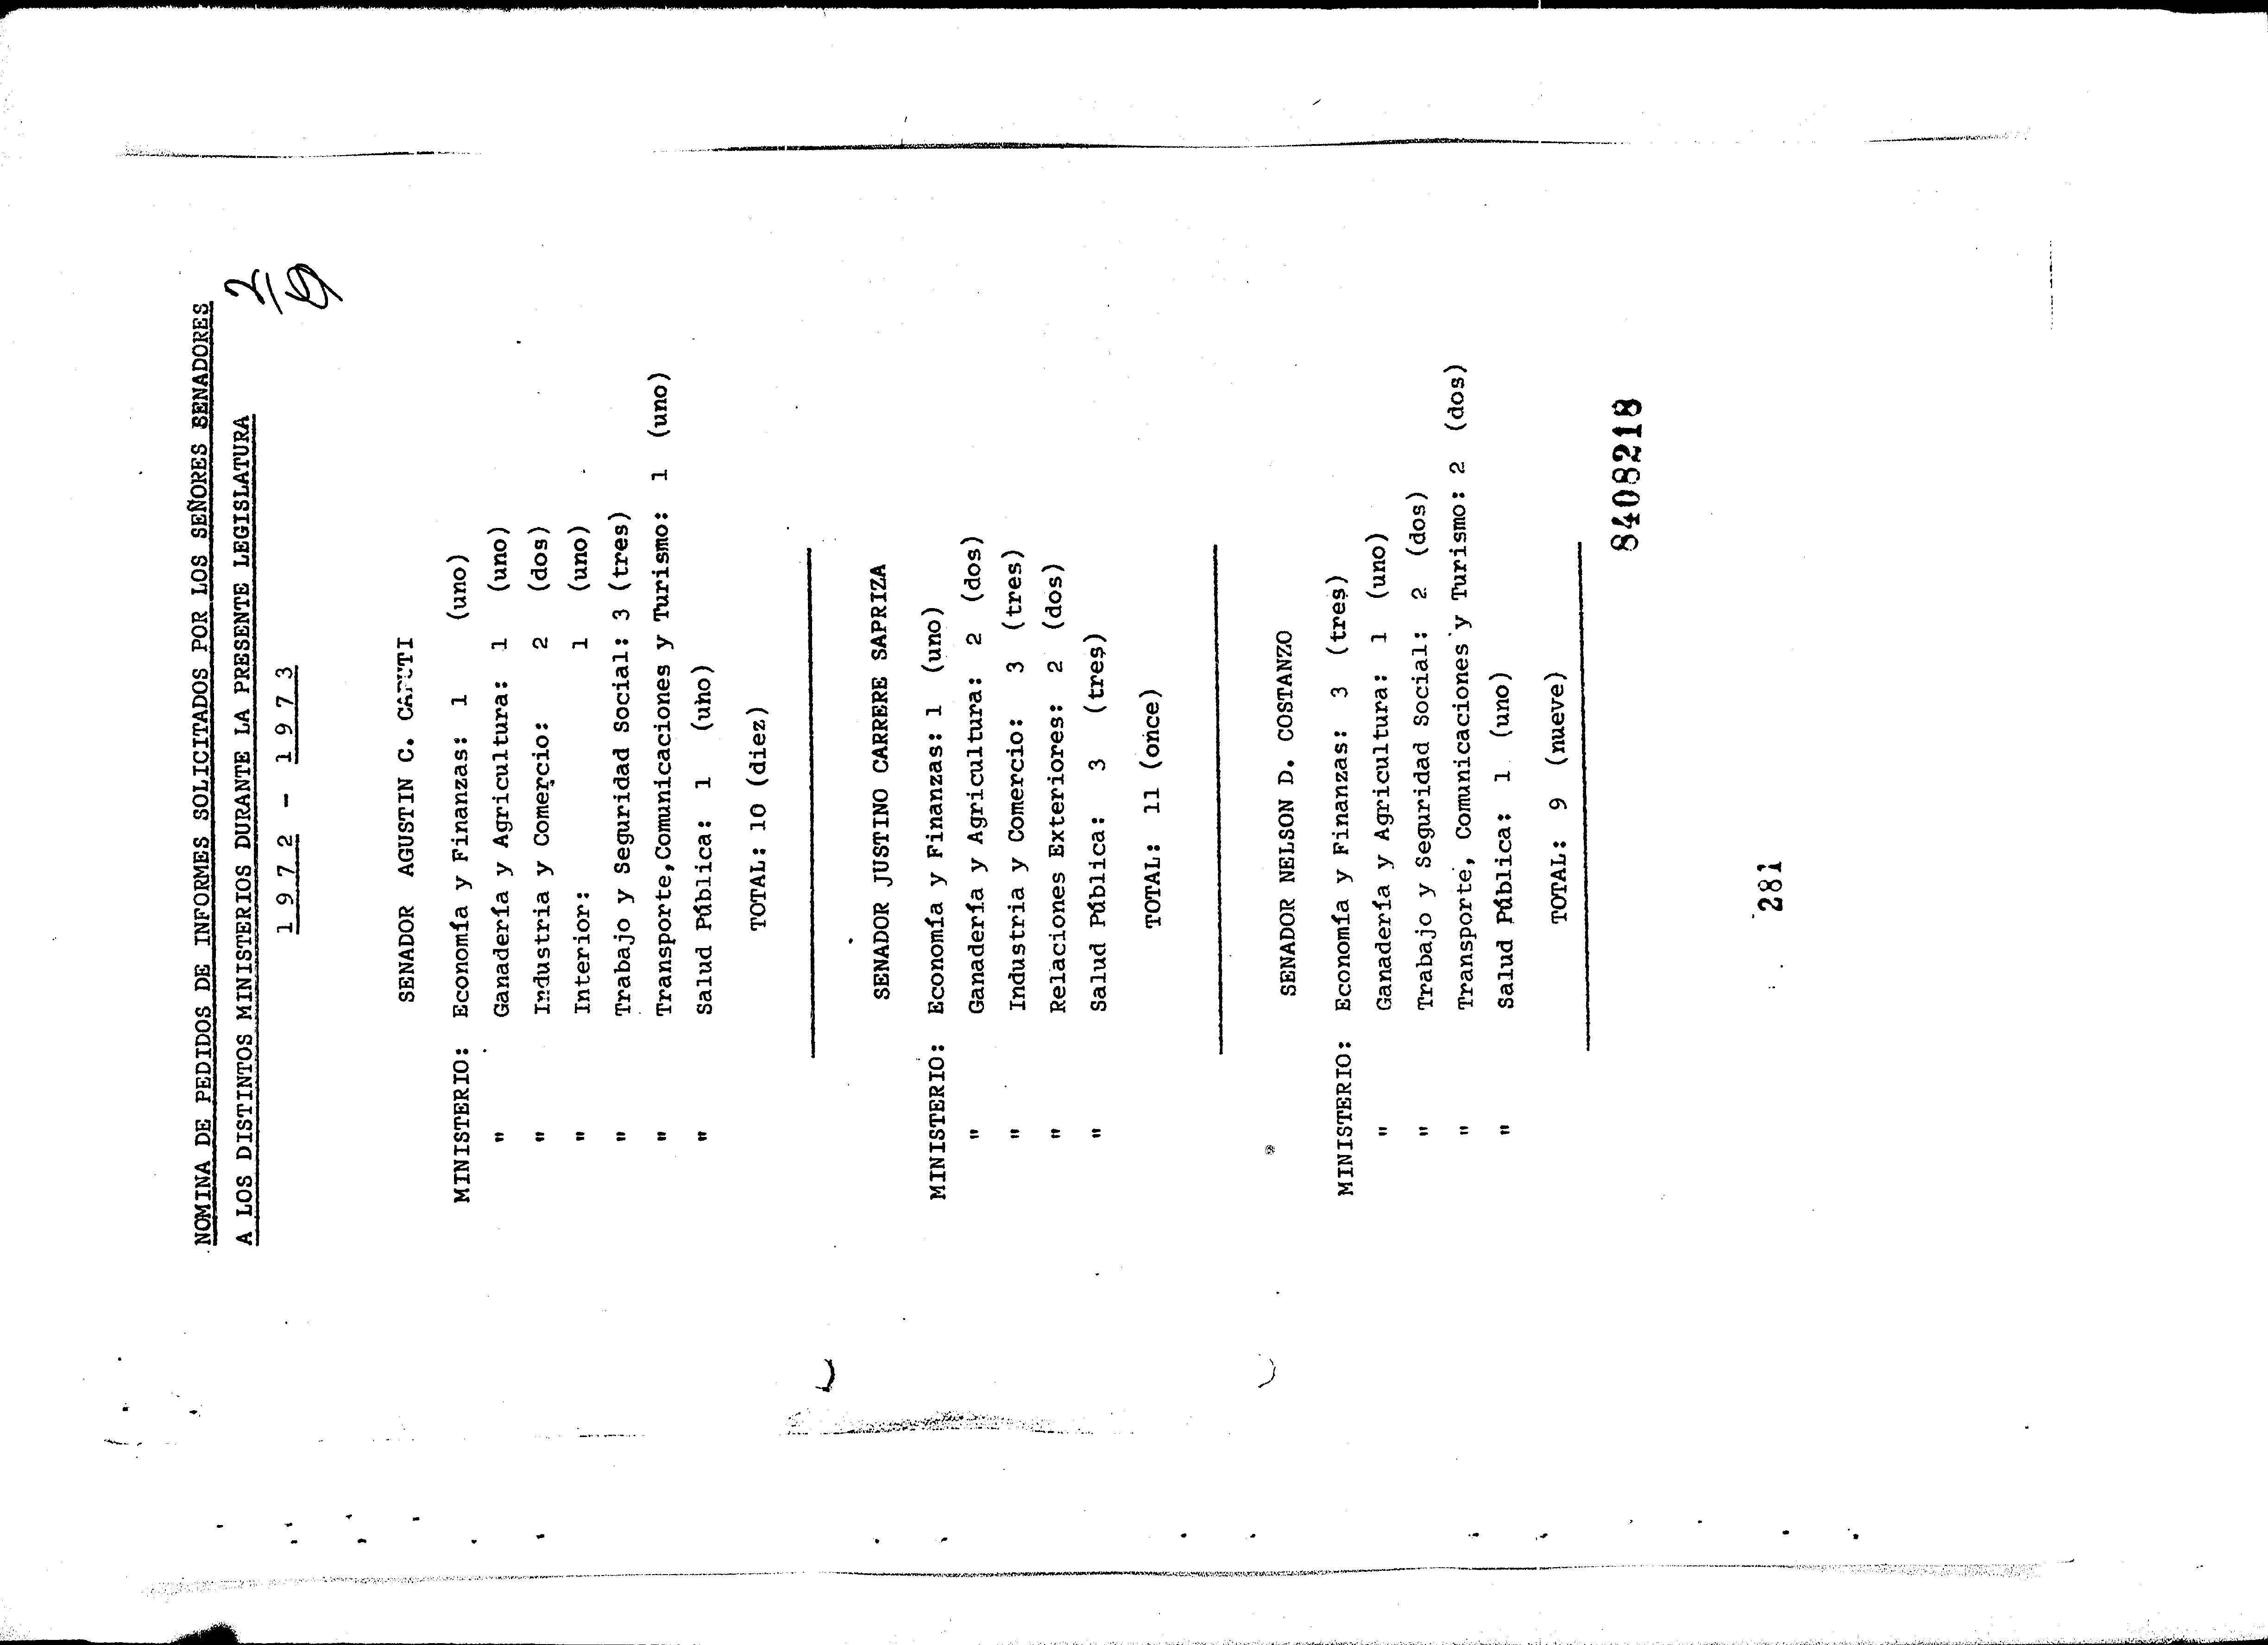 NOMINA DE PEDIDOS DE INFORMES SOLICITADOS POR LOS SEÑORES SENADORES
A LOS DISTINTOS MINISTERIOS DURANTE LA PRESENTE LEGISLATURA
1 9 7 2 - 1 9 7 3
SENADOR AGUSTIN C. CAPUTI
MINISTERIO: Economía y Finanzas: 1 (uno)
" Ganadería y Agricultura: 1 (uno)
" Industria y Comercio: 2 (dos)
" Interior: 1 (uno)
" Trabajo y Seguridad Social: 3 (tres)
" Transporte,Comunicaciones y Turismo: 1 (uno)
" Salud Pública: 1 (uno)
TOTAL: 10 (diez)
SENADOR JUSTINO CARRERE SAPRIZA
MINISTERIO: Economía y Finanzas: 1 (uno)
" Ganadería y Agricultura: 2 (dos)
" Industria y Comercio: 3 (tres)
" Relaciones Exteriores: 2 (dos)
" Salud Pública: 3 (tres)
TOTAL: 11 (once)
SENADOR NELSON D. COSTANZO
MINISTERIO: Economía y Finanzas: 3 (tres)
" Ganadería y Agricultura: 1 (uno)
" Trabajo y Seguridad Social: 2 (dos)
" Transporte, Comunicaciones y Turismo: 2 (dos)
" Salud Pública: 1 (uno)
TOTAL: 9 (nueve)
8408218
281